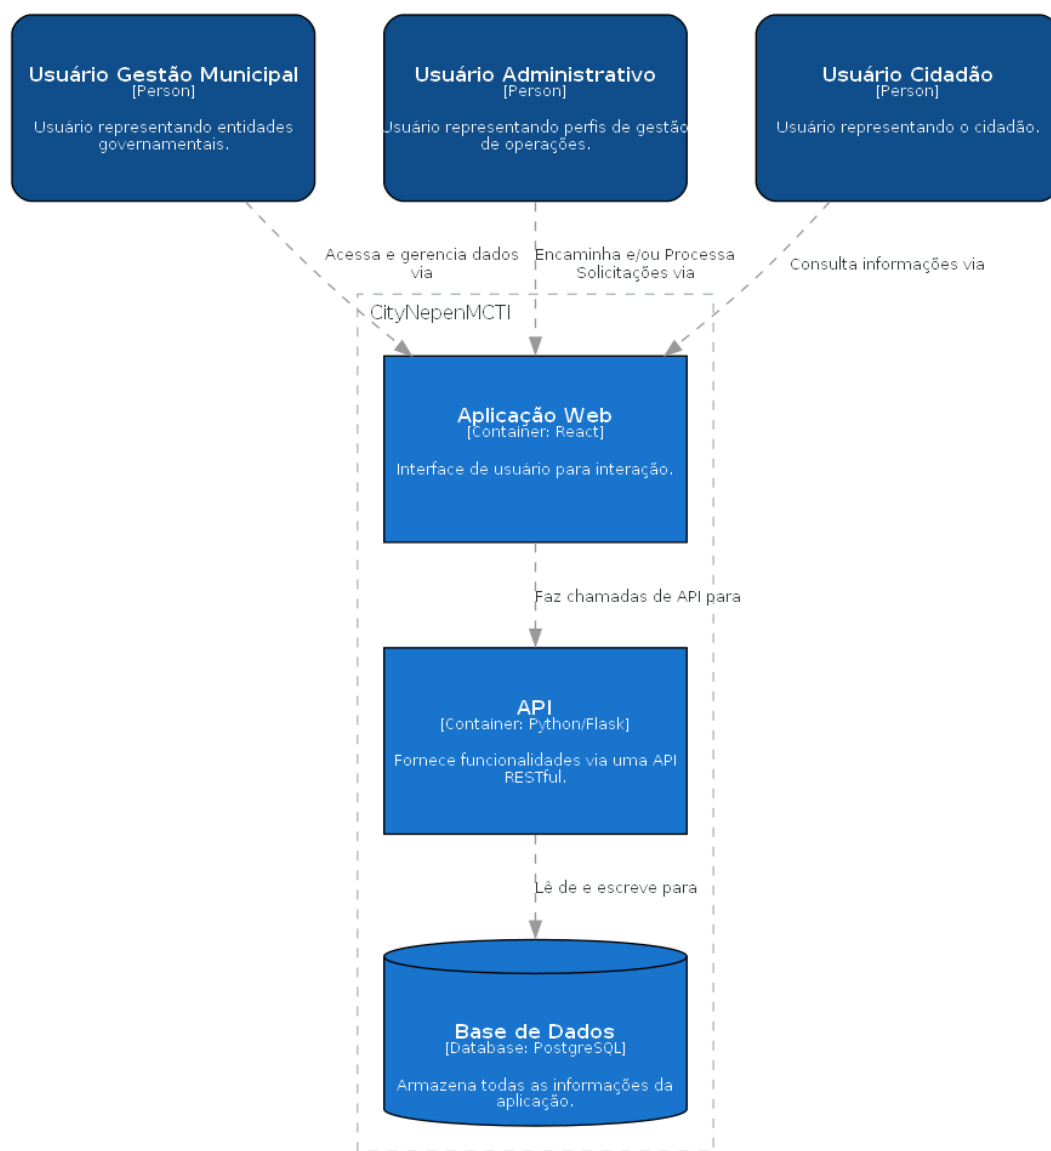 Usuário Gestão Municipal
[Person]
Usuário representando entidades
governamentais.
Usuário Administrativo
[Person]
Usuário representando perfis de gestão
de operações.
Usuário Cidadão
[Person]
Usuário representando o cidadão.
Acessa e gerencia dados
via
Encaminha e/ou Processa
Solicitações via
Consulta informações via
CityNepenMCTI
Aplicação Web
[Container: React]
Interface de usuário para interação.
Faz chamadas de API para
API
[Container: Python/Flask]
Fornece funcionalidades via uma API
RESTful.
Lê de e escreve para
Base de Dados
[Database: PostgreSQL]
Armazena todas as informações da
aplicação.